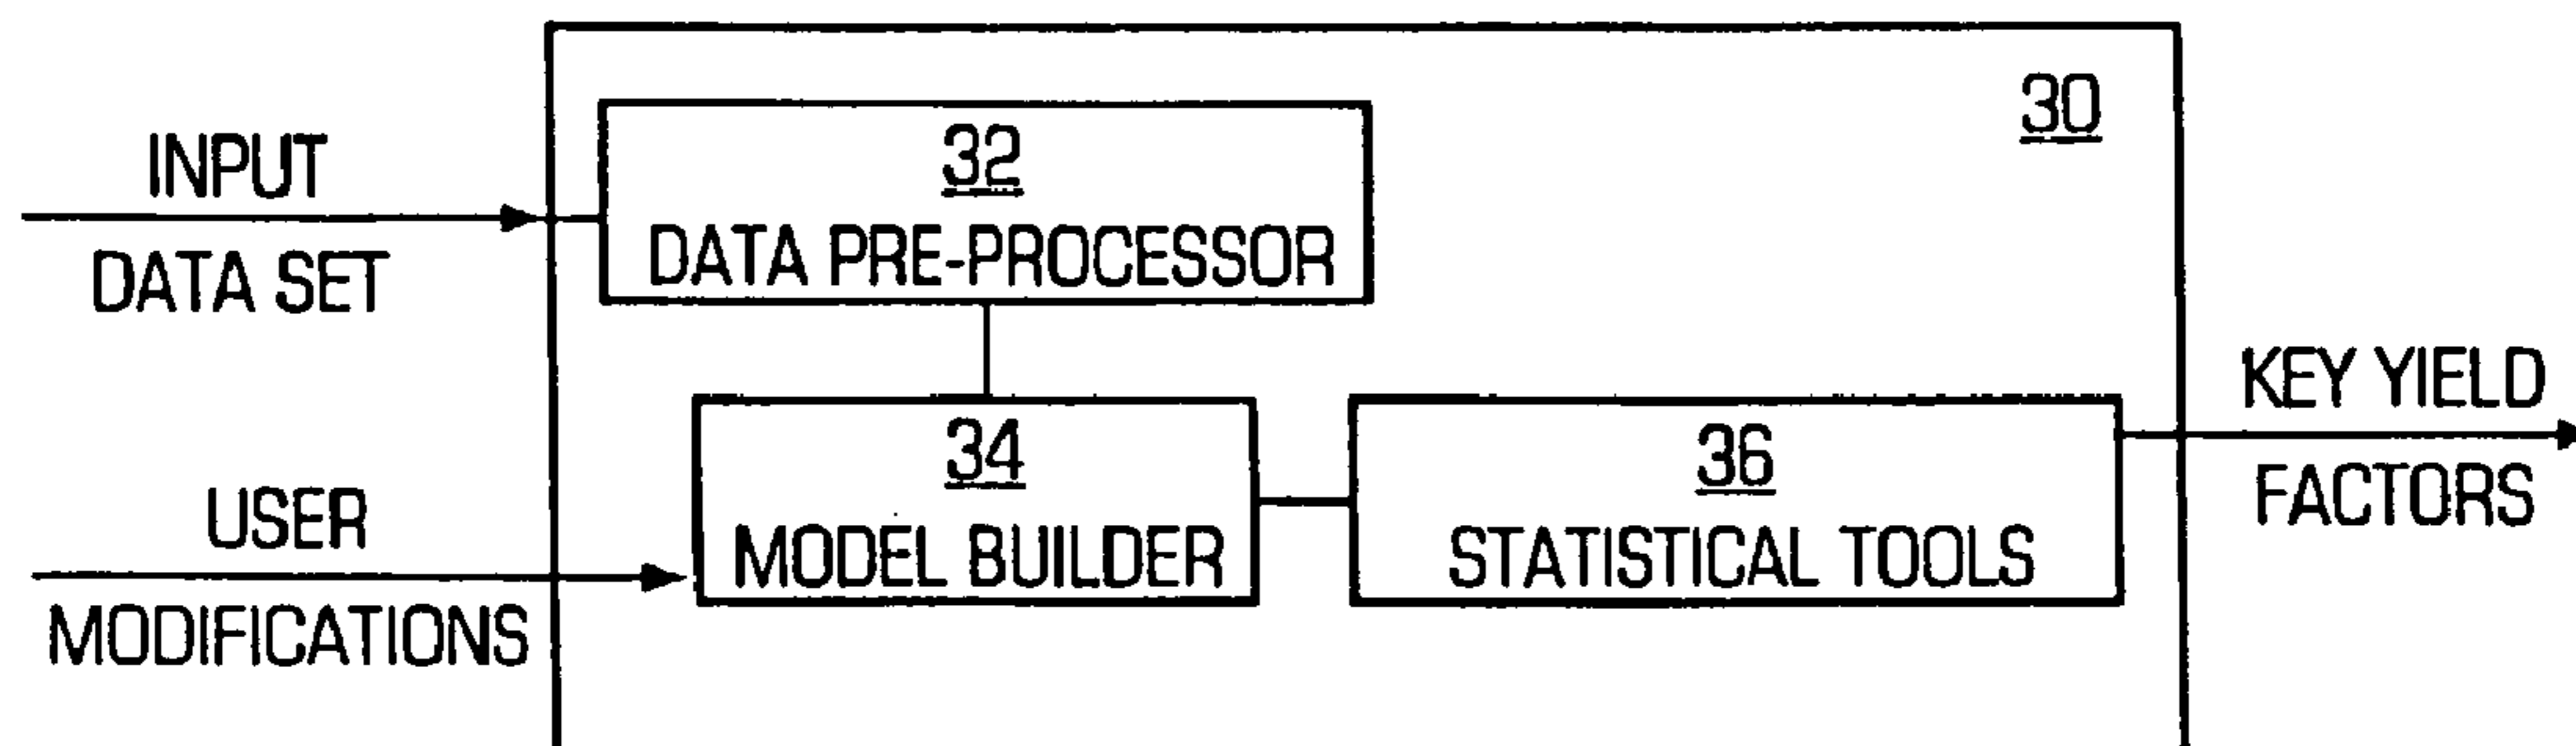 30
INPUT
DATA SET
32
DATA PRE-PROCESSOR
USER
MODIFICATIONS
34
MODEL BUILDER
36
STATISTICAL TOOLS
KEY YIELD
FACTORS